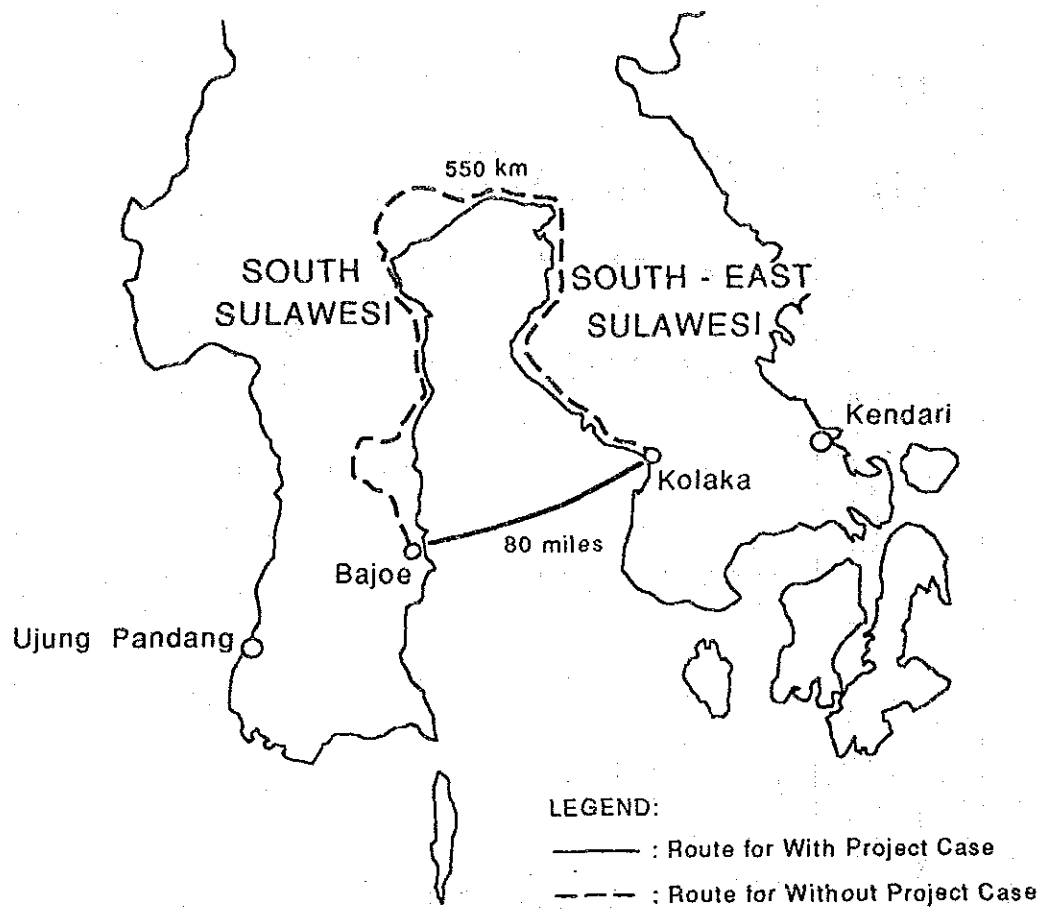 550 km
SOUTH
SULAWESI
SOUTH - EAST
SULAWESI
Kendari
Kolaka
80 miles
Bajoe
Ujung Pandang
LEGEND:
: Route for With Project Case
: Route for Without Project Case